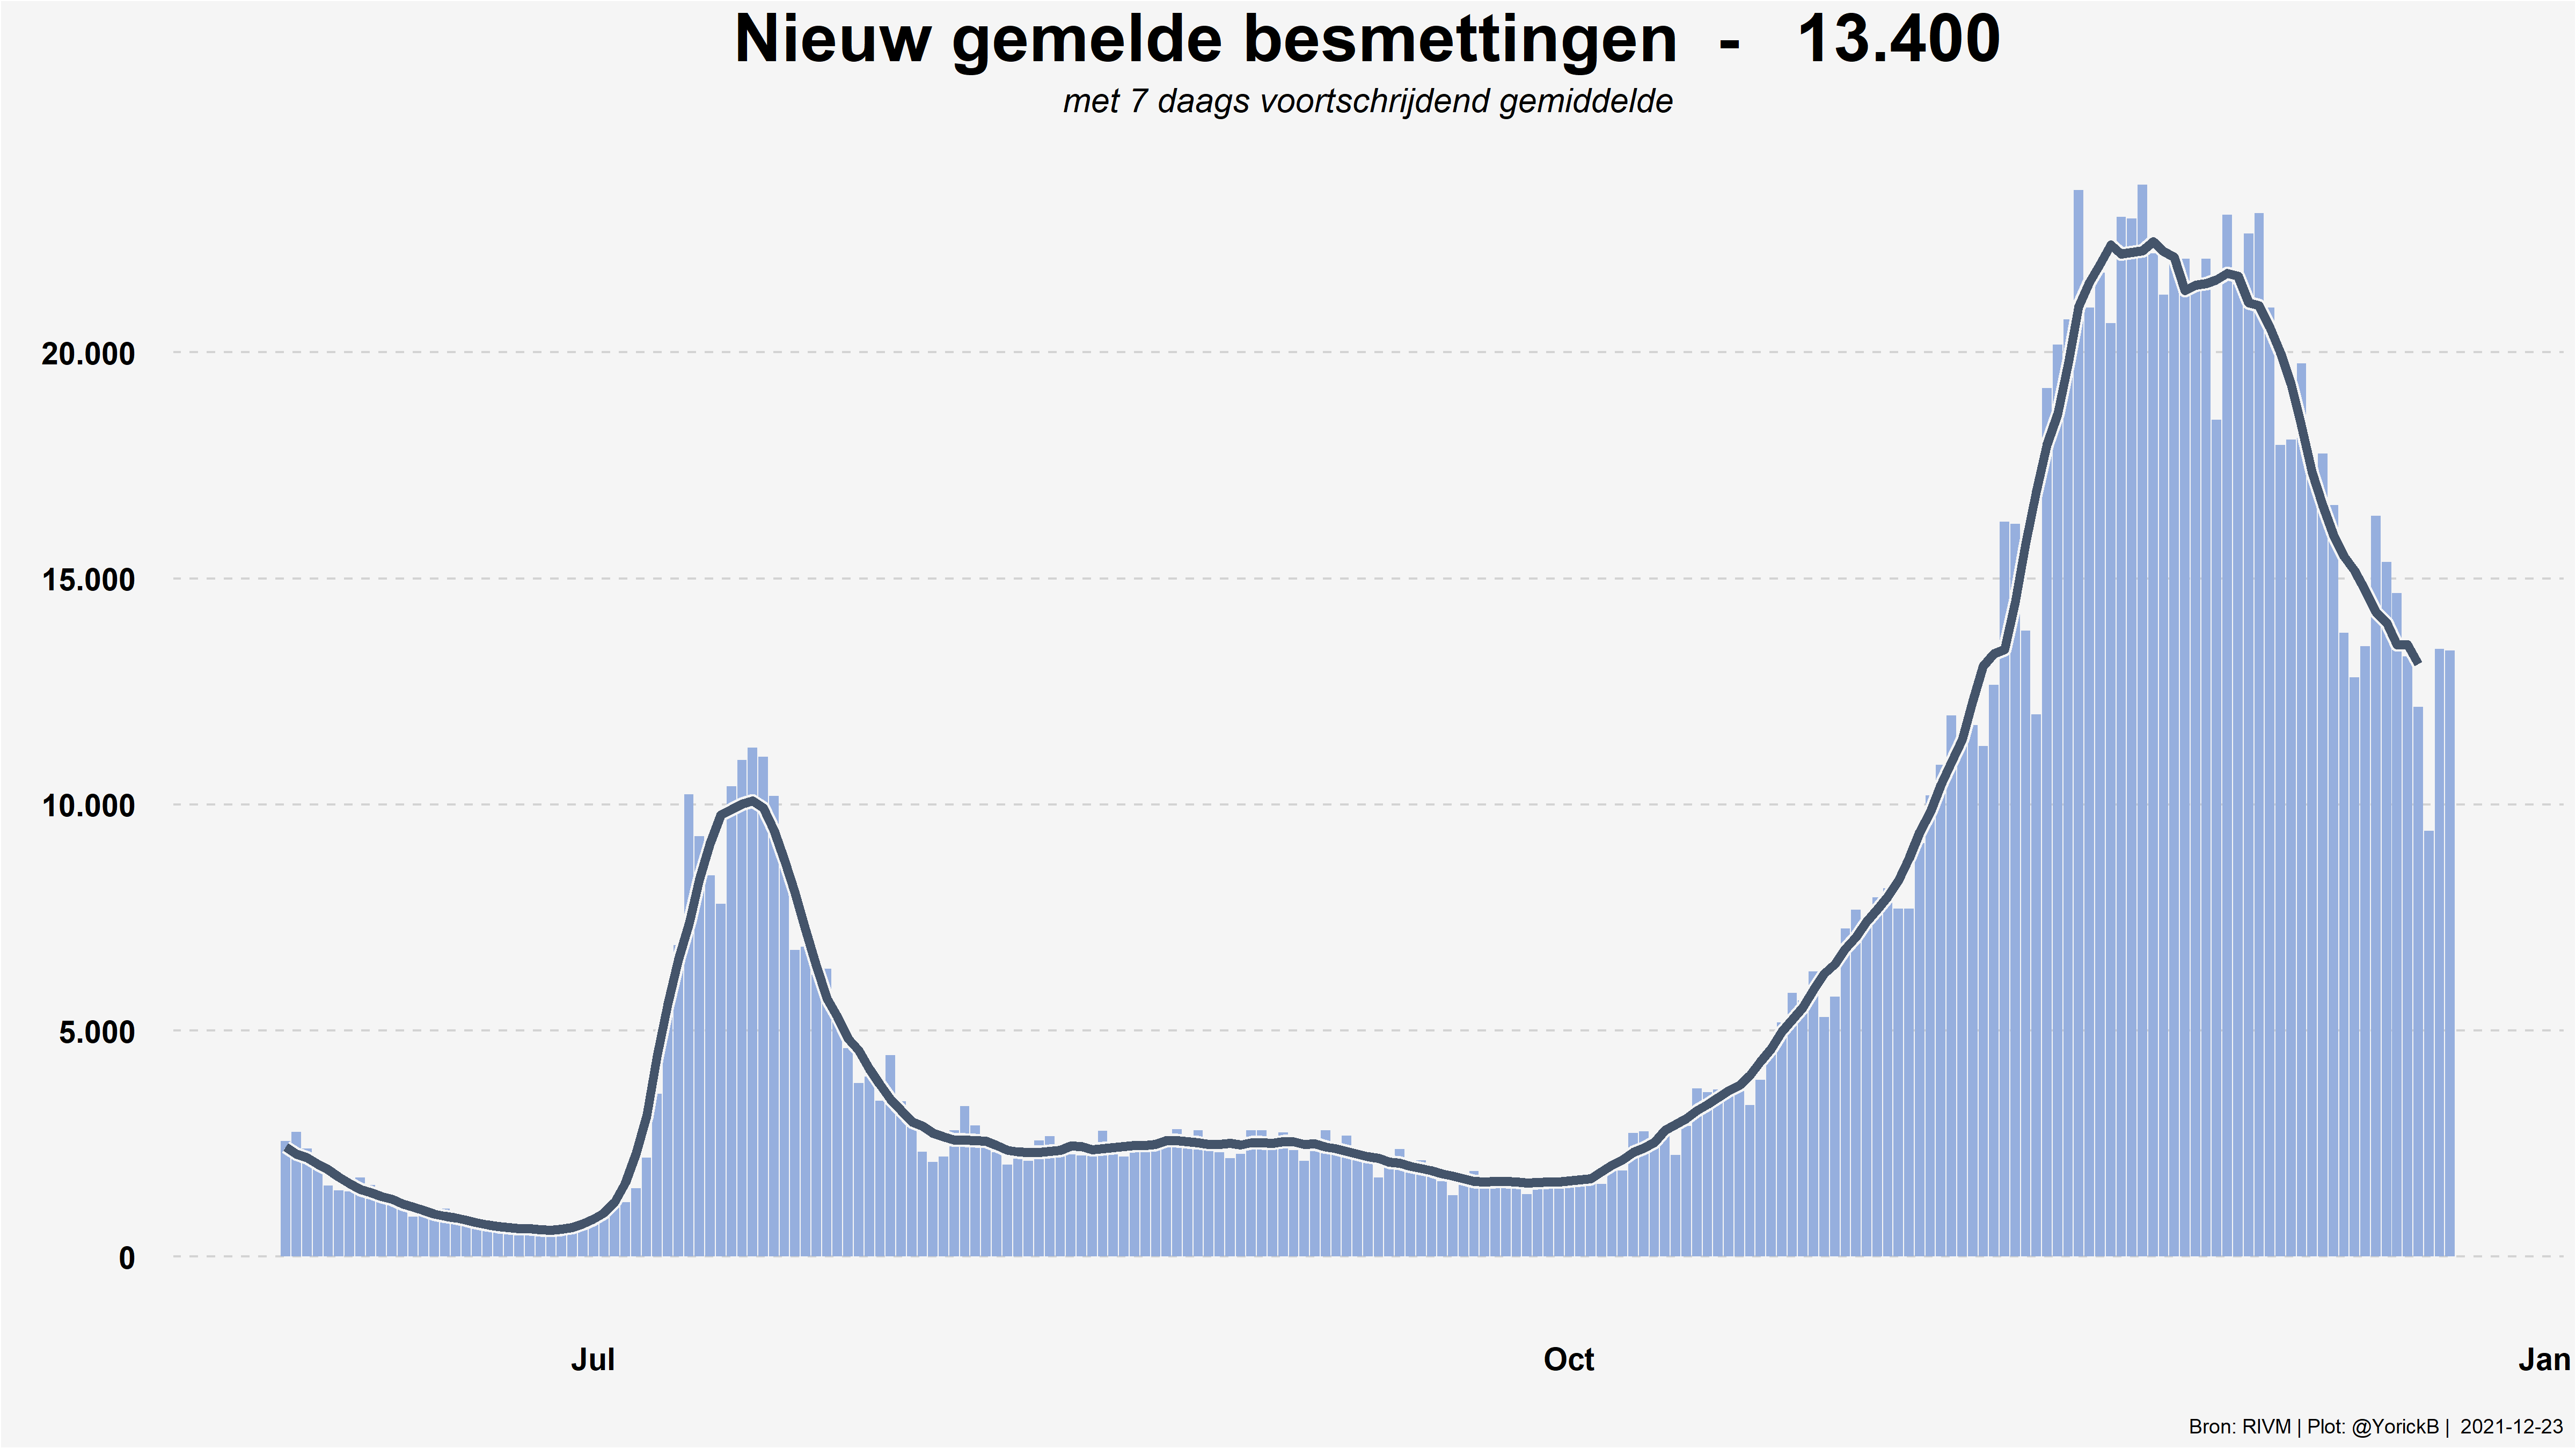 Nieuw gemelde besmettingen - 13.400
met 7 daags voortschrijdend gemiddelde
20.000
15.000
10.000
5.000
0
Jul Oct Jan
Bron: RIVM | Plot: @YorickB | 2021-12-23